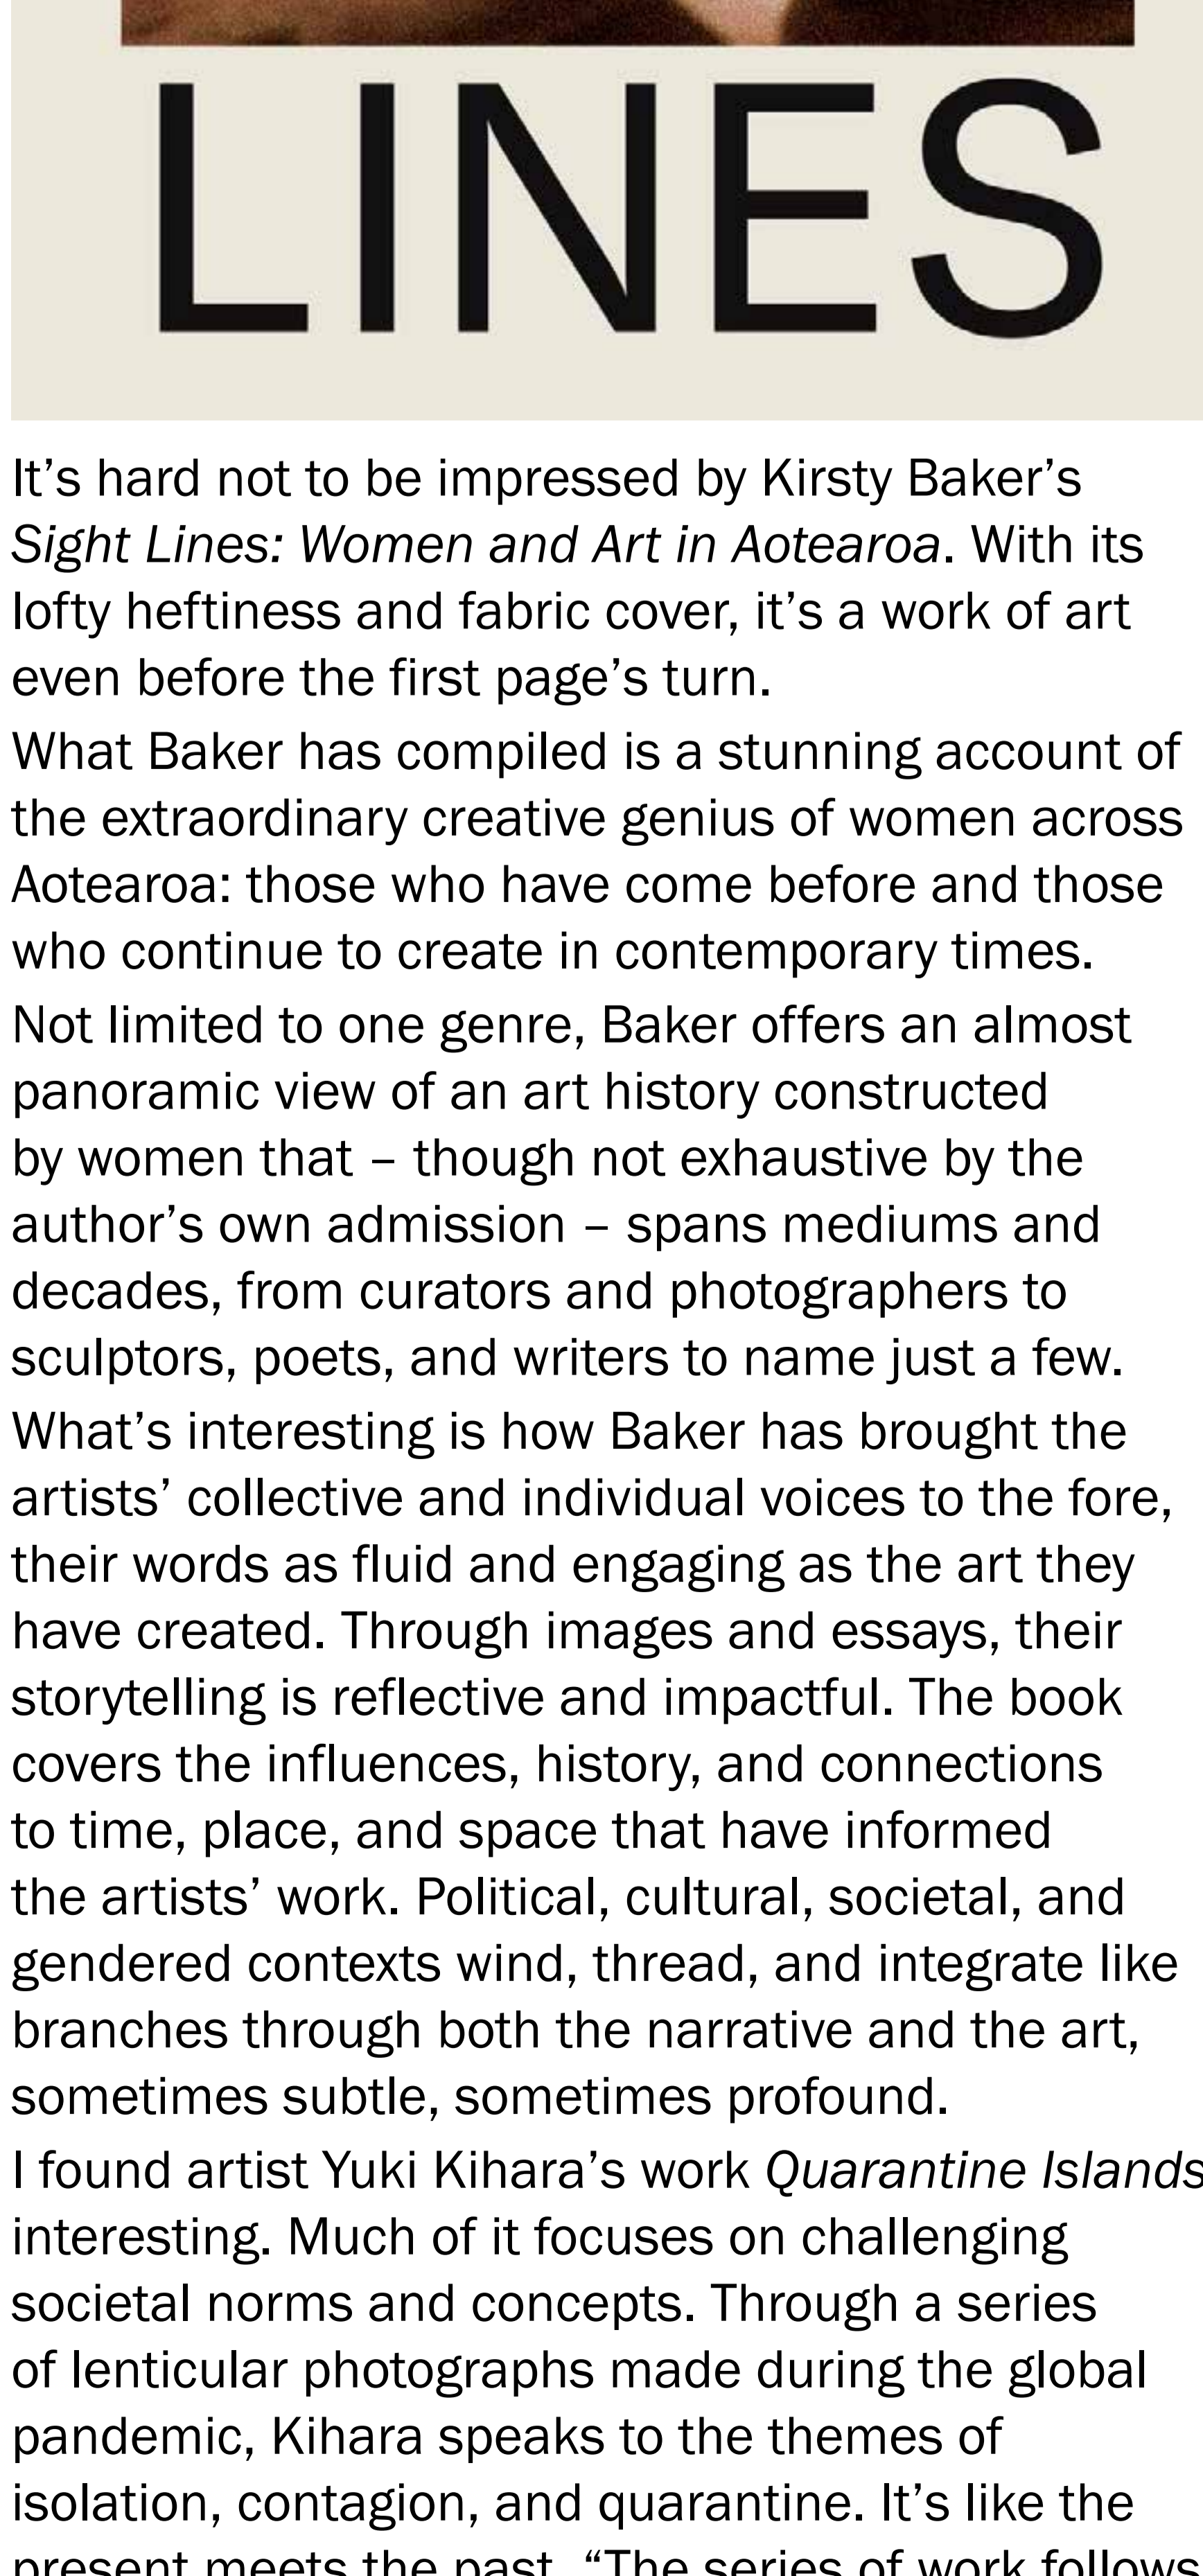 LINES
It’s hard not to be impressed by Kirsty Baker’s
Sight Lines: Women and Art in Aotearoa. With its
lofty heftiness and fabric cover, it’s a work of art
even before the first page’s turn.
What Baker has compiled is a stunning account of
the extraordinary creative genius of women across
Aotearoa: those who have come before and those
who continue to create in contemporary times.
Not limited to one genre, Baker offers an almost
panoramic view of an art history constructed
by women that – though not exhaustive by the
author’s own admission – spans mediums and
decades, from curators and photographers to
sculptors, poets, and writers to name just a few.
What’s interesting is how Baker has brought the
artists’ collective and individual voices to the fore,
their words as fluid and engaging as the art they
have created. Through images and essays, their
storytelling is reflective and impactful. The book
covers the influences, history, and connections
to time, place, and space that have informed
the artists’ work. Political, cultural, societal, and
gendered contexts wind, thread, and integrate like
branches through both the narrative and the art,
sometimes subtle, sometimes profound.
I found artist Yuki Kihara’s work Quarantine Islands
interesting. Much of it focuses on challenging
societal norms and concepts. Through a series
of lenticular photographs made during the global
pandemic, Kihara speaks to the themes of
isolation, contagion, and quarantine. It’s like the
present meets the past. “The series of work follows